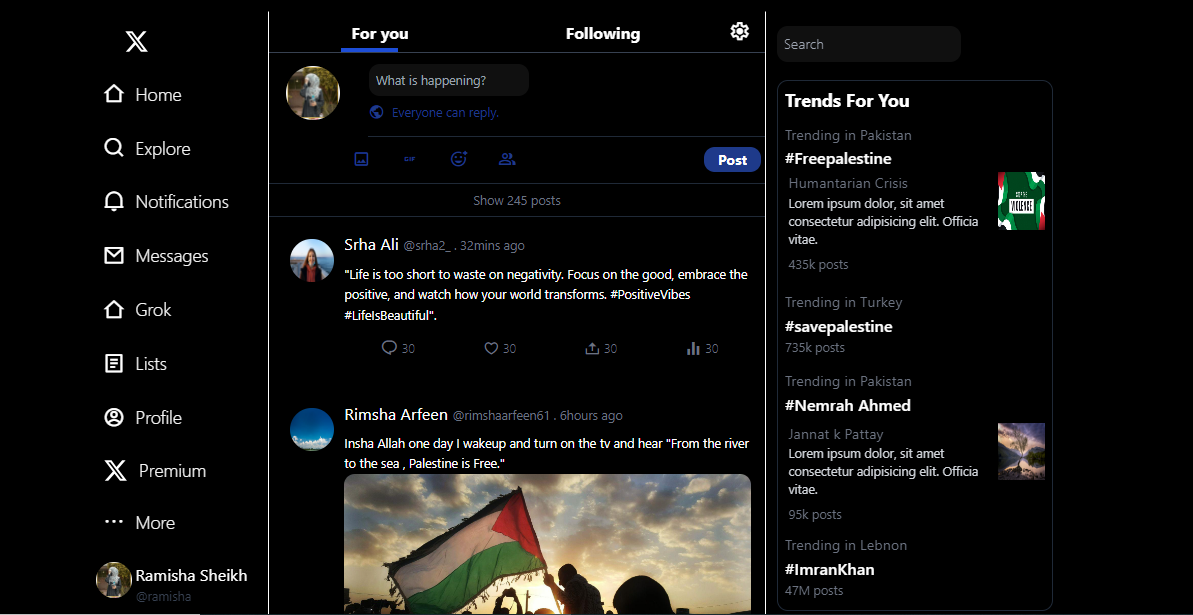 Home
Explore
Notifications
Messages
Grok
Lists
Profile
Premium
More
Ramisha Sheikh
@ramisha
For you
Following
What is happening?
Everyone can reply.
GIF
Post
Show 245 posts
Srha Ali @srha2_ . 32mins ago
"Life is too short to waste on negativity. Focus on the good, embrace the
positive, and watch how your world transforms. #PositiveVibes
#LifeIsBeautiful".
30 30 30 30
Rimsha Arfeen @rimshaarfeen61 . 6hours ago
Insha Allah one day I wakeup and turn on the tv and hear "From the river
to the sea , Palestine is Free."
Search
Trends For You
Trending in Pakistan
#Freepalestine
Humantarian Crisis
Lorem ipsum dolor, sit amet
consectetur adipisicing elit. Officia
vitae.
VIOLENCE
435k posts
Trending in Turkey
#savepalestine
735k posts
Trending in Pakistan
#Nemrah Ahmed
Jannat k Pattay
Lorem ipsum dolor, sit amet
consectetur adipisicing elit. Officia
vitae.
95k posts
Trending in Lebnon
#ImranKhan
47M posts